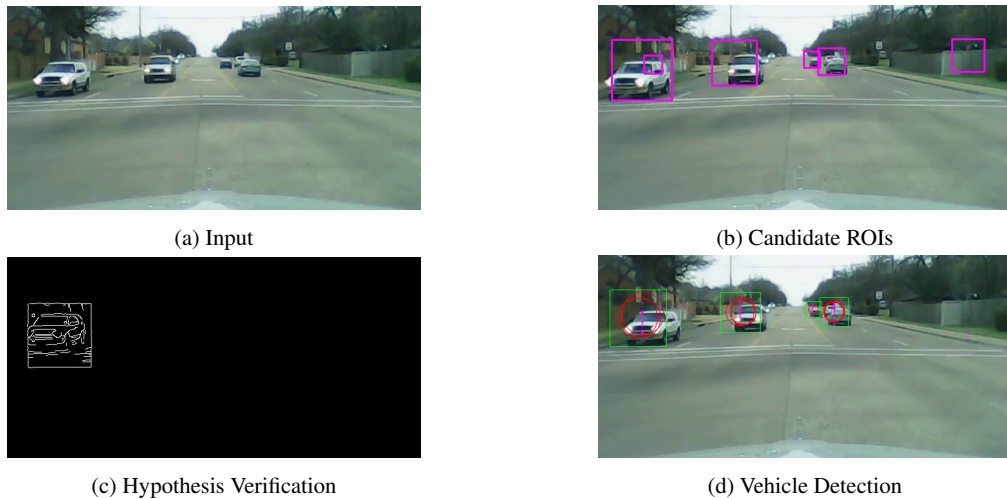 (a) Input
(b) Candidate ROIs
(c) Hypothesis Verification
(d) Vehicle Detection